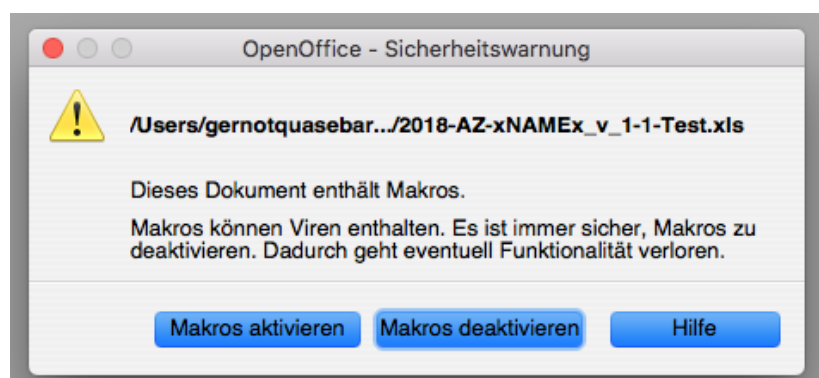 OpenOffice - Sicherheitswarnung
/Users/gernotquasebar.../2018-AZ-xNAMEx_v_1-1-Test.xls
Dieses Dokument enthält Makros.
Makros können Viren enthalten. Es ist immer sicher, Makros zu
deaktivieren. Dadurch geht eventuell Funktionalität verloren.
Makros aktivieren Makros deaktivieren Hilfe